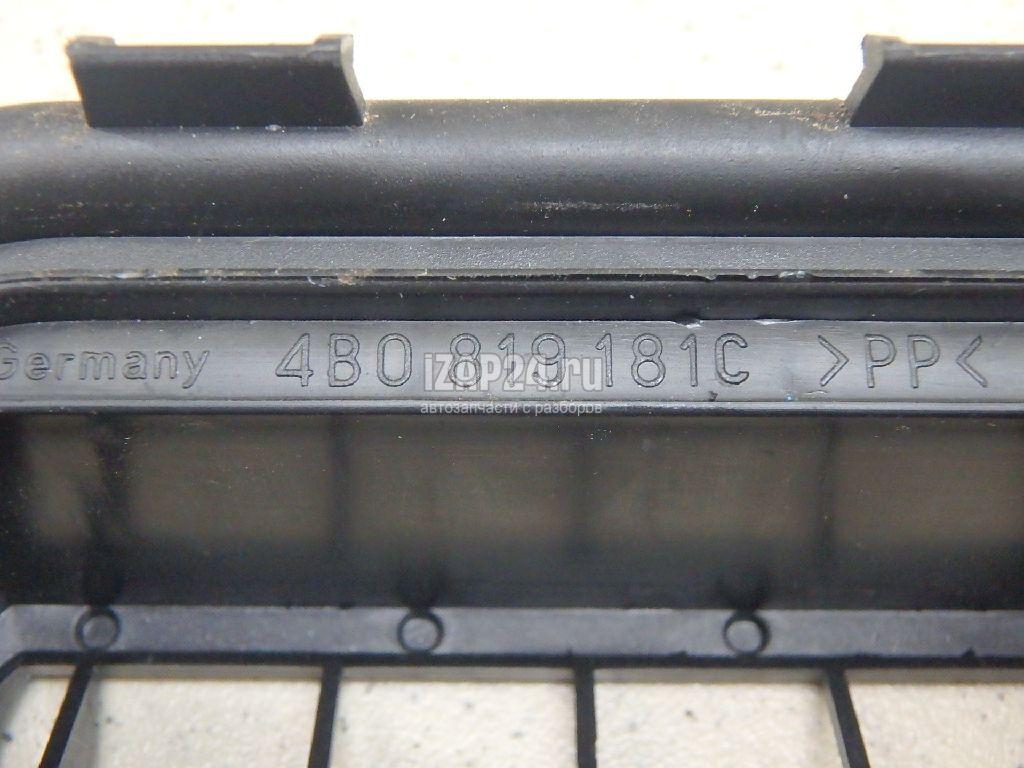 Germany 4B0 819 181C >PP<
iZAP24.ru
автозапчасти с разборов